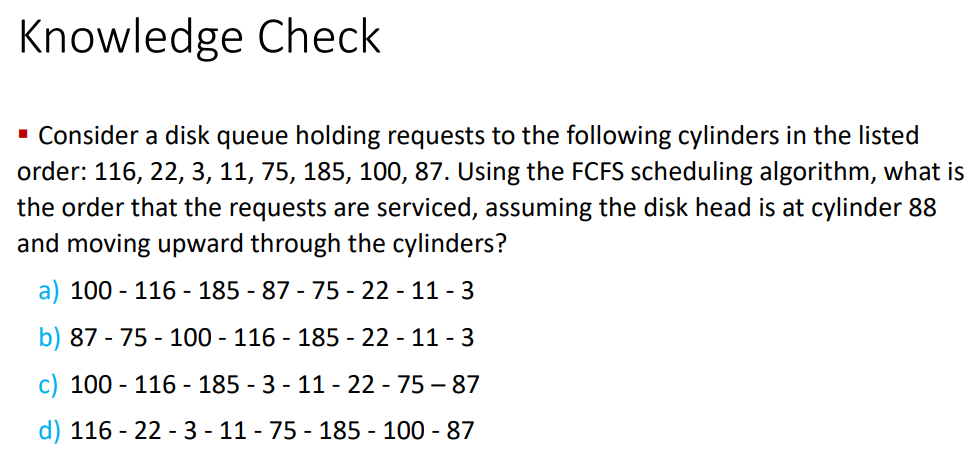 Knowledge Check
▪ Consider a disk queue holding requests to the following cylinders in the listed
order: 116, 22, 3, 11, 75, 185, 100, 87. Using the FCFS scheduling algorithm, what is
the order that the requests are serviced, assuming the disk head is at cylinder 88
and moving upward through the cylinders?
a) 100 - 116 - 185 - 87 - 75 - 22 - 11 - 3
b) 87 - 75 - 100 - 116 - 185 - 22 - 11 - 3
c) 100 - 116 - 185 - 3 - 11 - 22 - 75 – 87
d) 116 - 22 - 3 - 11 - 75 - 185 - 100 - 87